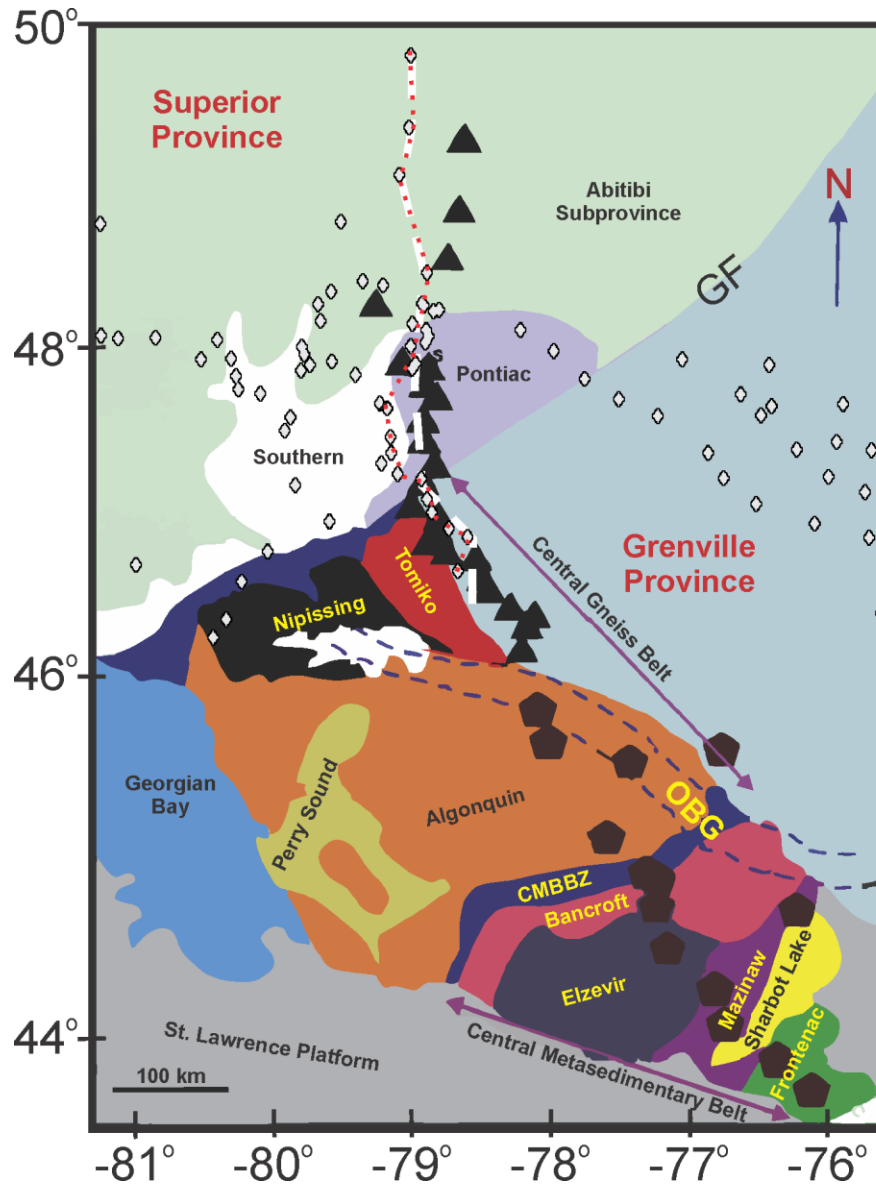 50°
Superior
Province
N
Abitibi
Subprovince
GF
48°
s
Pontiac
Southern
Central Gneiss Belt
Grenville
Province
Tomiko
Nipissing
46°
Georgian
Bay
Perry Sound
Algonquin
OBG
CMBBZ
Bancroft
Elzevir
Mazinaw
Sharbot Lake
Frontenac
44°
St. Lawrence Platform
Central Metasedimentary Belt
100 km
-81° -80° -79° -78° -77° -76°